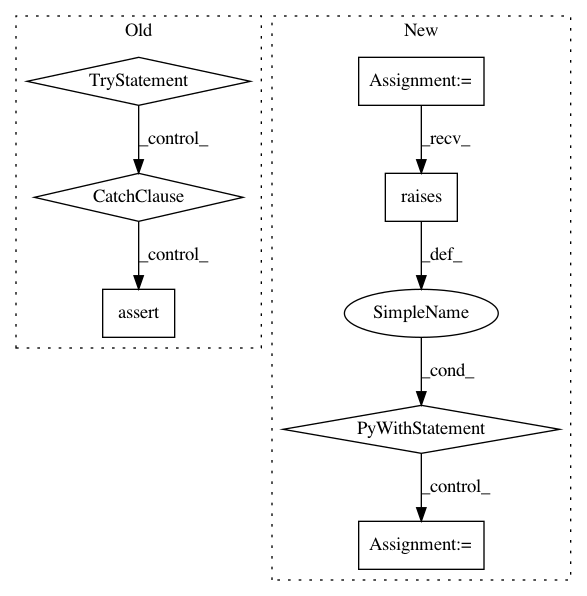 Old
TryStatement
_control_
CatchClause
_control_
assert
New
Assignment:=
_recv_
raises
_def_
SimpleName
_cond_
PyWithStatement
_control_
Assignment:=